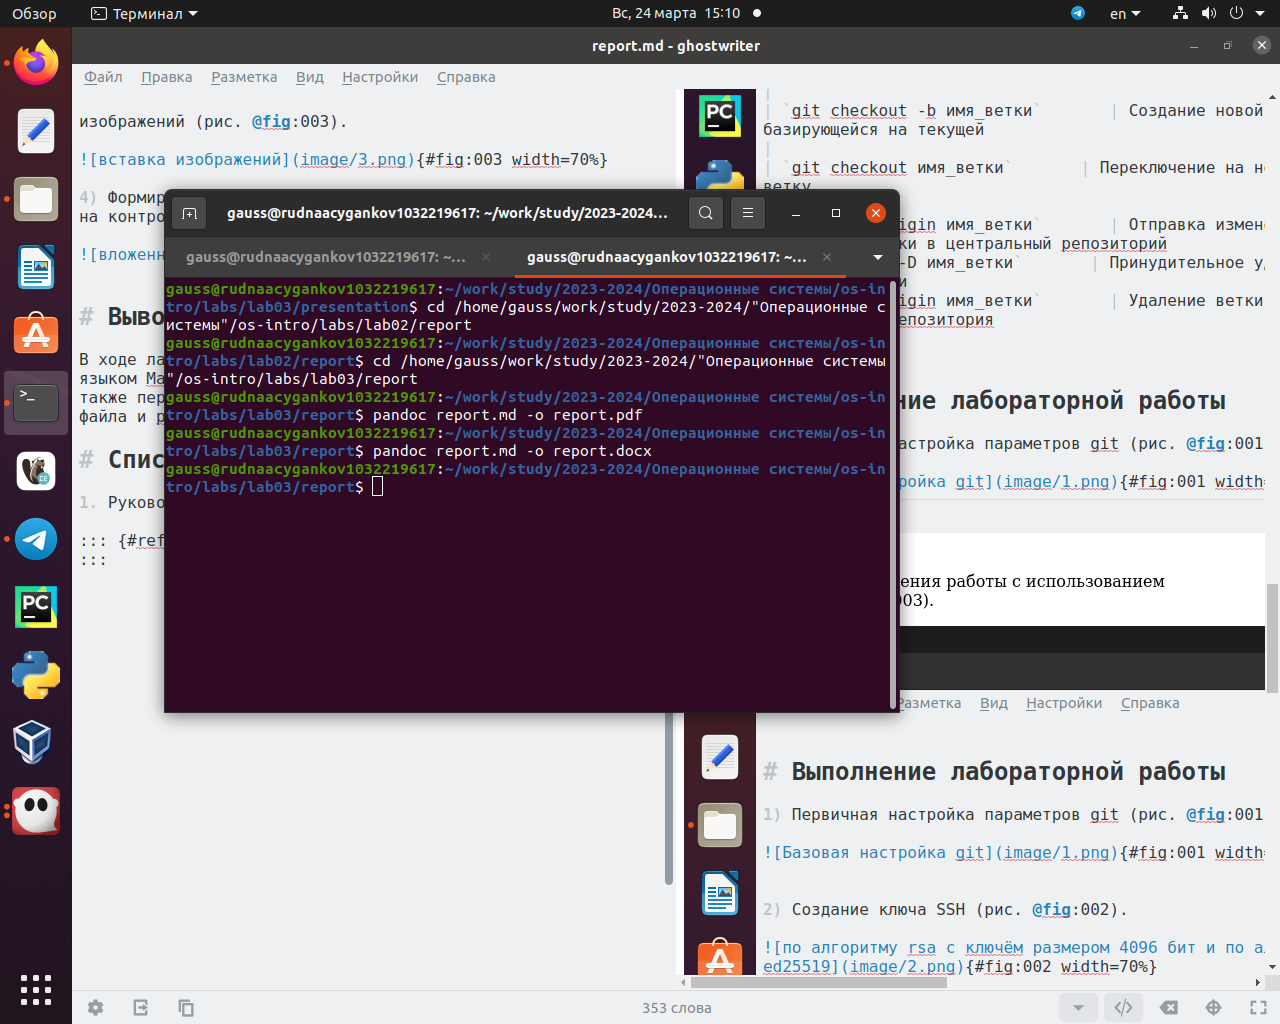 Обзор
Терминал
Вс, 24 марта 15:10
en
report.md - ghostwriter
Файл Правка Разметка Вид Настройки Справка
изображений (рис. @fig:003).
![вставка изображений](image/3.png){#fig:003 width=70%}
4) Формир
на контро
![вложенн
# Выво
В ходе ла
языком Ma
также пер
файла и р
# Спис
1. Руково
::: {#ref
:::
gauss@rudnaacygankov1032219617: ~/work/study/2023-2024...
gauss@rudnaacygankov1032219617: ~...
gauss@rudnaacygankov1032219617: ~...
gauss@rudnaacygankov1032219617:~/work/study/2023-2024/Операционные системы/os-in
tro/labs/lab03/presentation$ cd /home/gauss/work/study/2023-2024/"Операционные с
истемы"/os-intro/labs/lab02/report
gauss@rudnaacygankov1032219617:~/work/study/2023-2024/Операционные системы/os-in
tro/labs/lab02/report$ cd /home/gauss/work/study/2023-2024/"Операционные системы
"/os-intro/labs/lab03/report
gauss@rudnaacygankov1032219617:~/work/study/2023-2024/Операционные системы/os-in
tro/labs/lab03/report$ pandoc report.md -o report.pdf
gauss@rudnaacygankov1032219617:~/work/study/2023-2024/Операционные системы/os-in
tro/labs/lab03/report$ pandoc report.md -o report.docx
gauss@rudnaacygankov1032219617:~/work/study/2023-2024/Операционные системы/os-in
tro/labs/lab03/report$
|
| `git checkout -b имя_ветки` | Создание новой
базирующейся на текущей
|
| `git checkout имя_ветки` | Переключение на н
ветку
igin имя_ветки` | Отправка измен
ки в центральный репозиторий
-D имя_ветки` | Принудительное у
и
igin имя_ветки` | Удаление ветки
епозитория
ние лабораторной работы
астройка параметров git (рис. @fig:001
ройка git](image/1.png){#fig:001 width=
ения работы с использованием
003).
Разметка Вид Настройки Справка
# Выполнение лабораторной работы
1) Первичная настройка параметров git (рис. @fig:001
![Базовая настройка git](image/1.png){#fig:001 width=
2) Создание ключа SSH (рис. @fig:002).
![по алгоритму rsa с ключём размером 4096 бит и по а
ed25519](image/2.png){#fig:002 width=70%}
353 слова